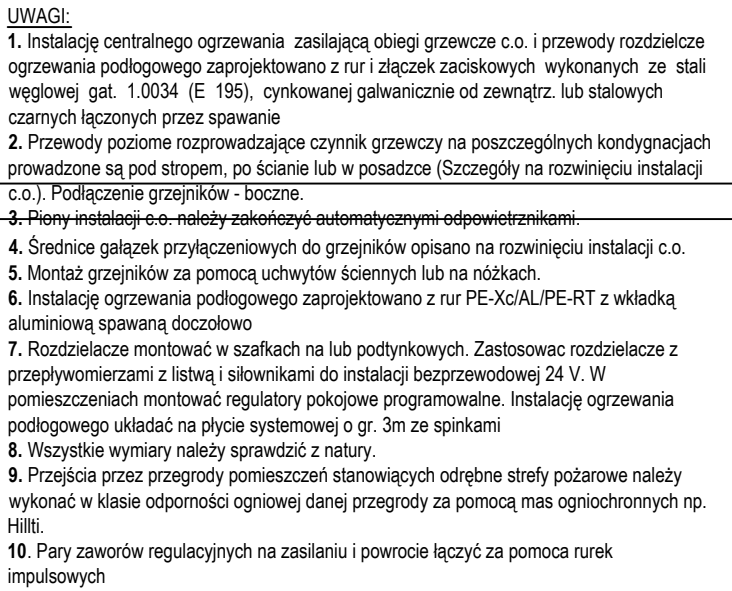 UWAGI:
1. Instalację centralnego ogrzewania zasilającą obiegi grzewcze c.o. i przewody rozdzielcze
ogrzewania podłogowego zaprojektowano z rur i złączek zaciskowych wykonanych ze stali
węglowej gat. 1.0034 (E 195), cynkowanej galwanicznie od zewnątrz. lub stalowych
czarnych łączonych przez spawanie
2. Przewody poziome rozprowadzające czynnik grzewczy na poszczególnych kondygnacjach
prowadzone są pod stropem, po ścianie lub w posadzce (Szczegóły na rozwinięciu instalacji
c.o.). Podłączenie grzejników - boczne.
3. Piony instalacji c.o. należy zakończyć automatycznymi odpowietrznikami.
4. Średnice gałązek przyłączeniowych do grzejników opisano na rozwinięciu instalacji c.o.
5. Montaż grzejników za pomocą uchwytów ściennych lub na nóżkach.
6. Instalację ogrzewania podłogowego zaprojektowano z rur PE-Xc/AL/PE-RT z wkładką
aluminiową spawaną doczołowo
7. Rozdzielacze montować w szafkach na lub podtynkowych. Zastosowac rozdzielacze z
przepływomierzami z listwą i siłownikami do instalacji bezprzewodowej 24 V. W
pomieszczeniach montować regulatory pokojowe programowalne. Instalację ogrzewania
podłogowego układać na płycie systemowej o gr. 3m ze spinkami
8. Wszystkie wymiary należy sprawdzić z natury.
9. Przejścia przez przegrody pomieszczeń stanowiących odrębne strefy pożarowe należy
wykonać w klasie odporności ogniowej danej przegrody za pomocą mas ogniochronnych np.
Hillti.
10. Pary zaworów regulacyjnych na zasilaniu i powrocie łączyć za pomoca rurek
impulsowych